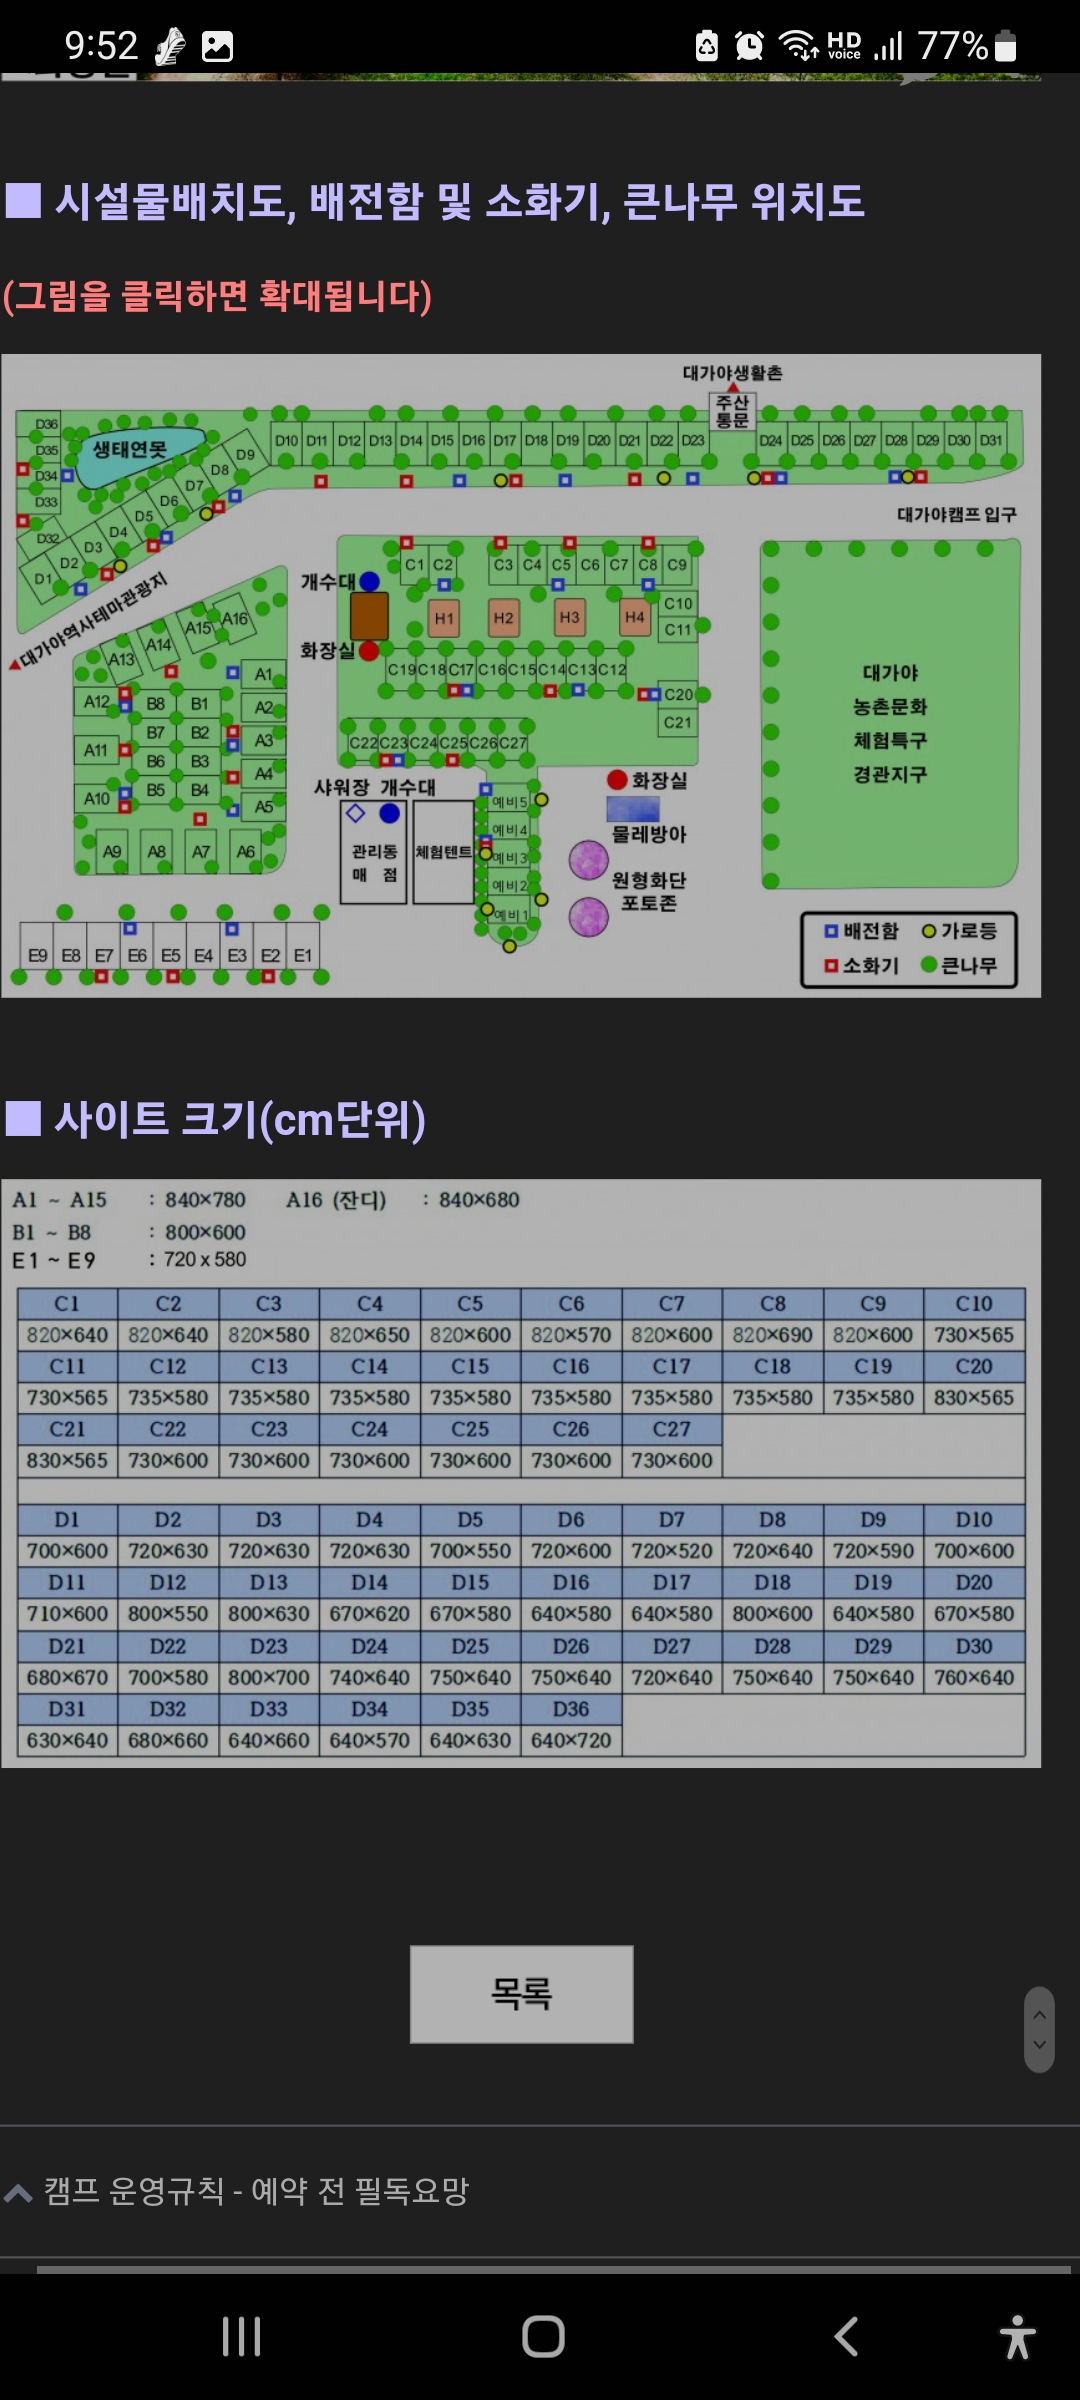 9:52
HD voice 77%
■ 시설물배치도, 배전함 및 소화기, 큰나무 위치도
(그림을 클릭하면 확대됩니다)
대가야생활촌
주산
통문
D36
D35
D34
D33
D32
생태연못
D1 D2 D3 D4 D5 D6 D7 D8 D9
D10 D11 D12 D13 D14 D15 D16 D17 D18 D19 D20 D21 D22 D23
D24 D25 D26 D27 D28 D29 D30 D31
대가야캠프 입구
▲대가야역사테마관광지
개수대
화장실
C1 C2 C3 C4 C5 C6 C7 C8 C9
C10
C11
H1 H2 H3 H4
C19 C18 C17 C16 C15 C14 C13 C12
C20
C21
C22 C23 C24 C25 C26 C27
A13 A14 A15 A16
A12 B8 B1 A1
A2
B7 B2 A3
A11 B6 B3 A4
A10 B5 B4 A5
A9 A8 A7 A6
대가야
농촌문화
체험특구
경관지구
샤워장 개수대
관리동
매 점
체험텐트
예비5
예비4
예비3
예비2
예비1
화장실
물레방아
원형화단
포토존
E9 E8 E7 E6 E5 E4 E3 E2 E1
배전함 가로등
소화기 큰나무
■ 사이트 크기(cm단위)
A1 ~ A15 : 840×780 A16 (잔디) : 840×680
B1 ~ B8 : 800×600
E1 ~ E9 : 720 x 580
C1 C2 C3 C4 C5 C6 C7 C8 C9 C10
820×640 820×640 820×580 820×650 820×600 820×570 820×600 820×690 820×600 730×565
C11 C12 C13 C14 C15 C16 C17 C18 C19 C20
730×565 735×580 735×580 735×580 735×580 735×580 735×580 735×580 735×580 830×565
C21 C22 C23 C24 C25 C26 C27
830×565 730×600 730×600 730×600 730×600 730×600 730×600
D1 D2 D3 D4 D5 D6 D7 D8 D9 D10
700×600 720×630 720×630 720×630 700×550 720×600 720×520 720×640 720×590 700×600
D11 D12 D13 D14 D15 D16 D17 D18 D19 D20
710×600 800×550 800×630 670×620 670×580 640×580 640×580 800×600 640×580 670×580
D21 D22 D23 D24 D25 D26 D27 D28 D29 D30
680×670 700×580 800×700 740×640 750×640 750×640 720×640 750×640 750×640 760×640
D31 D32 D33 D34 D35 D36
630×640 680×660 640×660 640×570 640×630 640×720
목록
캠프 운영규칙 - 예약 전 필독요망